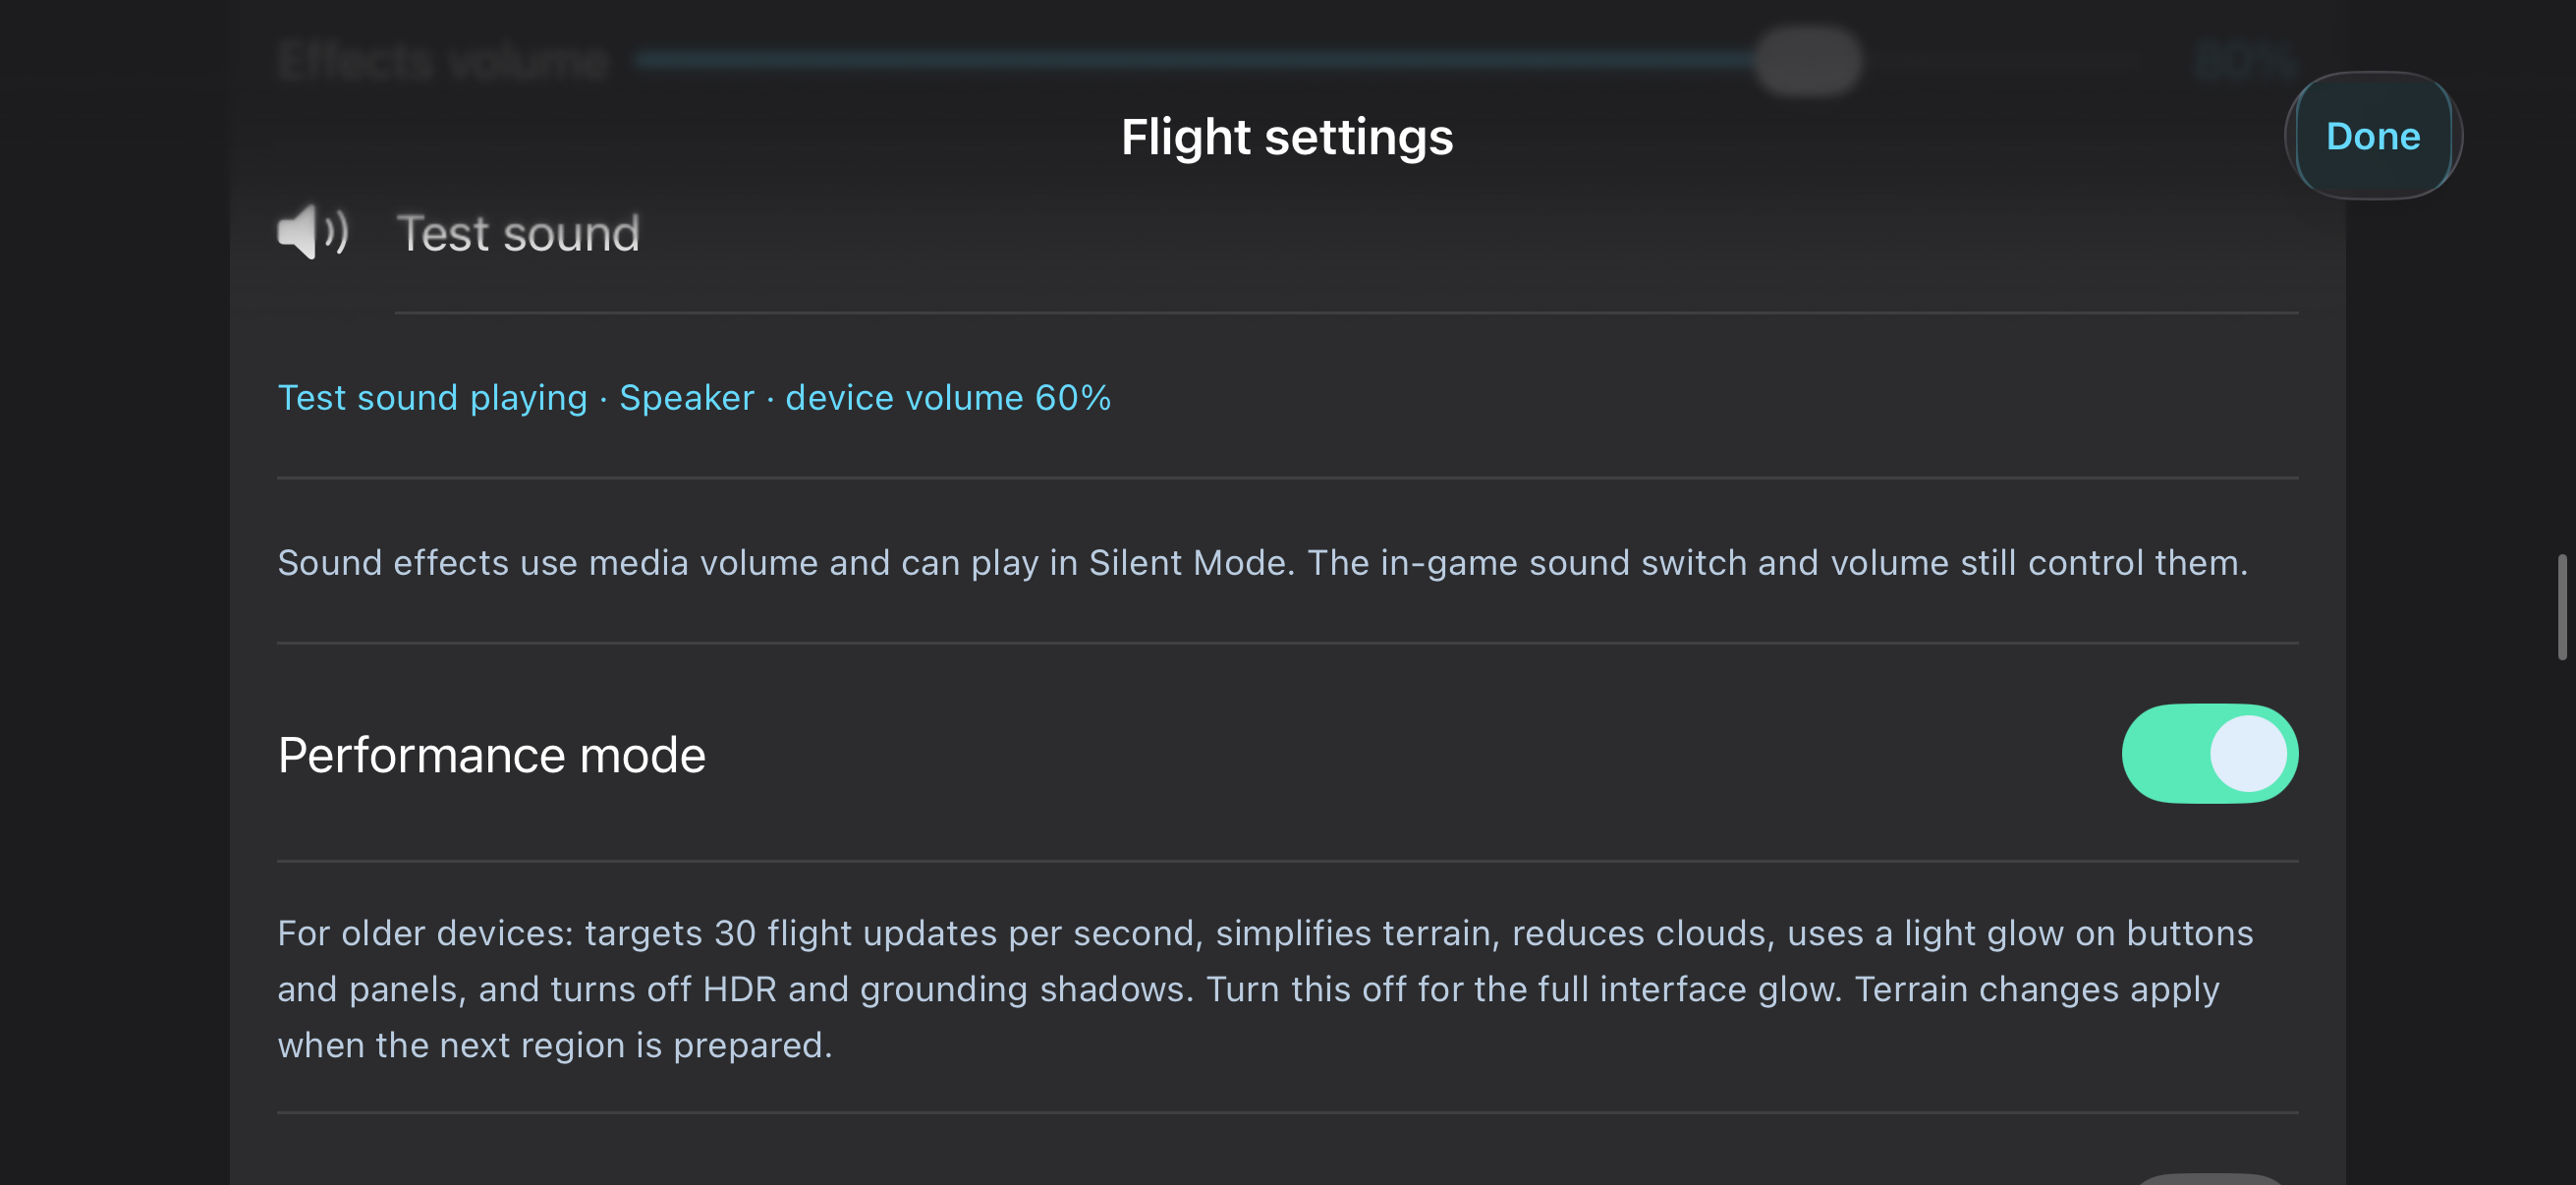 Effects volume
80%
Flight settings
Done
Test sound
Test sound playing · Speaker · device volume 60%
Sound effects use media volume and can play in Silent Mode. The in-game sound switch and volume still control them.
Performance mode
For older devices: targets 30 flight updates per second, simplifies terrain, reduces clouds, uses a light glow on buttons
and panels, and turns off HDR and grounding shadows. Turn this off for the full interface glow. Terrain changes apply
when the next region is prepared.